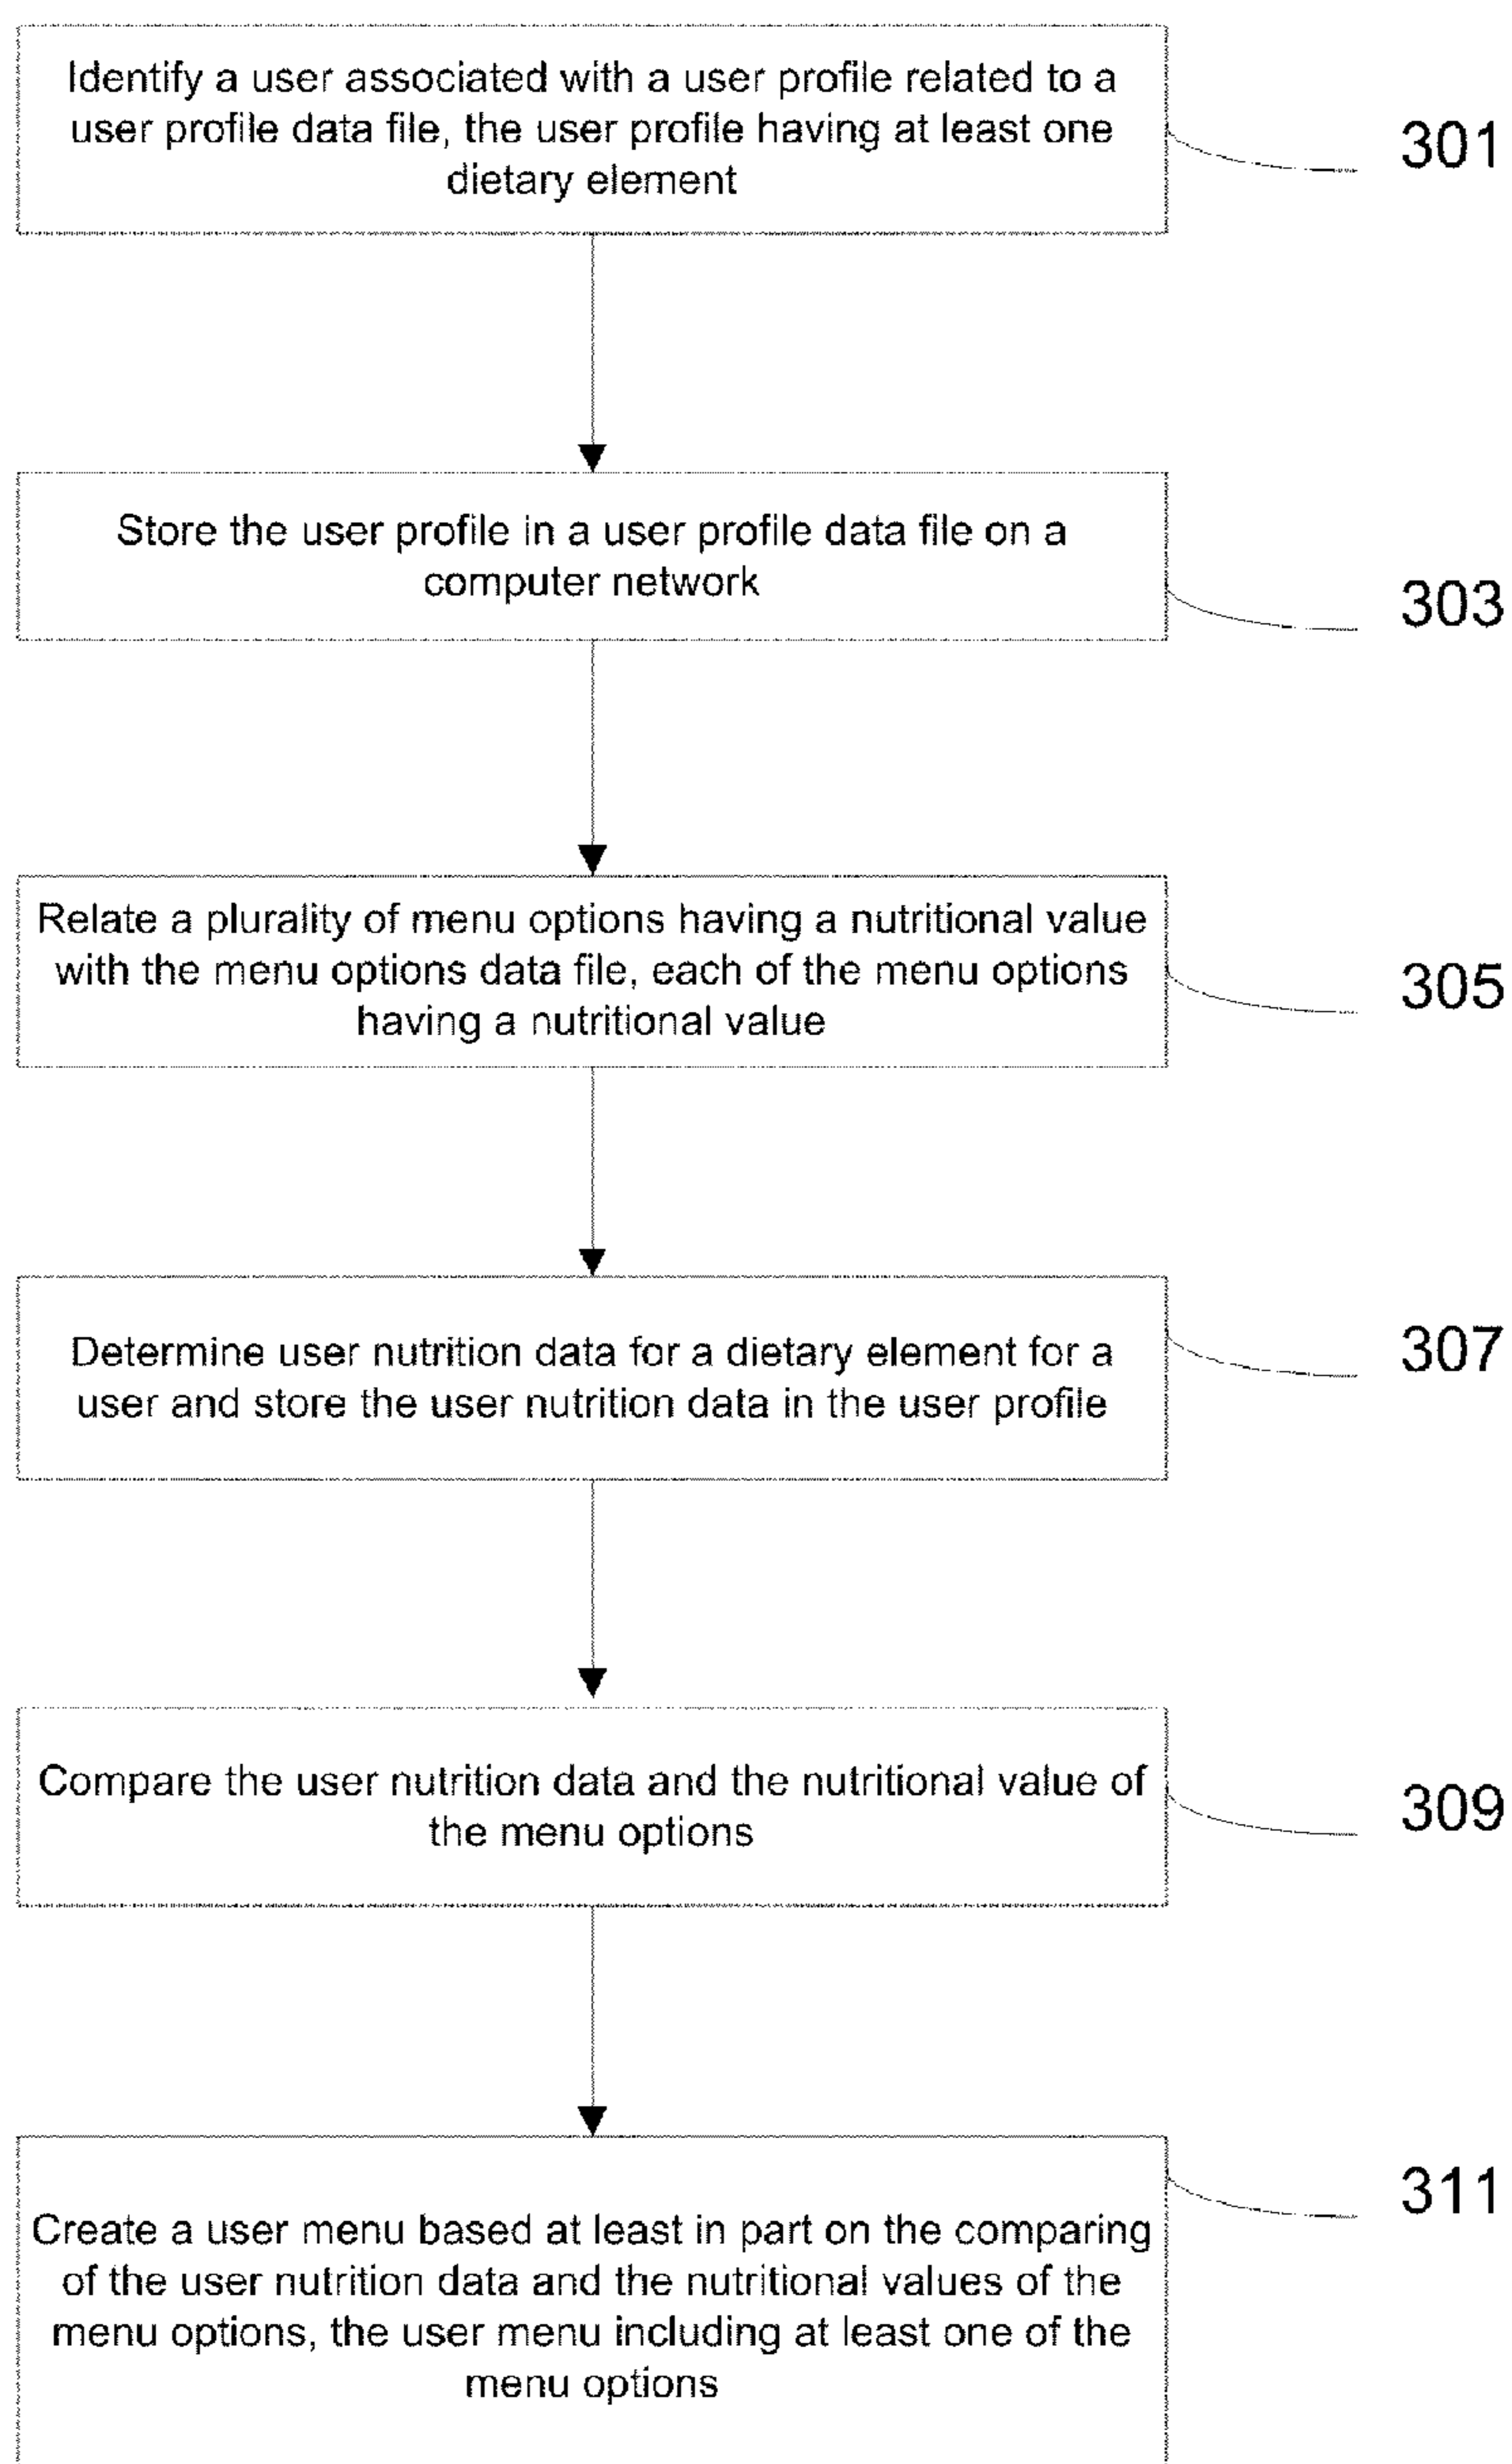 Identify a user associated with a user profile related to a
user profile data file, the user profile having at least one
dietary element
301
Store the user profile in a user profile data file on a
computer network
303
Relate a plurality of menu options having a nutritional value
with the menu options data file, each of the menu options
having a nutritional value
305
Determine user nutrition data for a dietary element for a
user and store the user nutrition data in the user profile
307
Compare the user nutrition data and the nutritional value of
the menu options
309
Create a user menu based at least in part on the comparing
of the user nutrition data and the nutritional values of the
menu options, the user menu including at least one of the
menu options
311